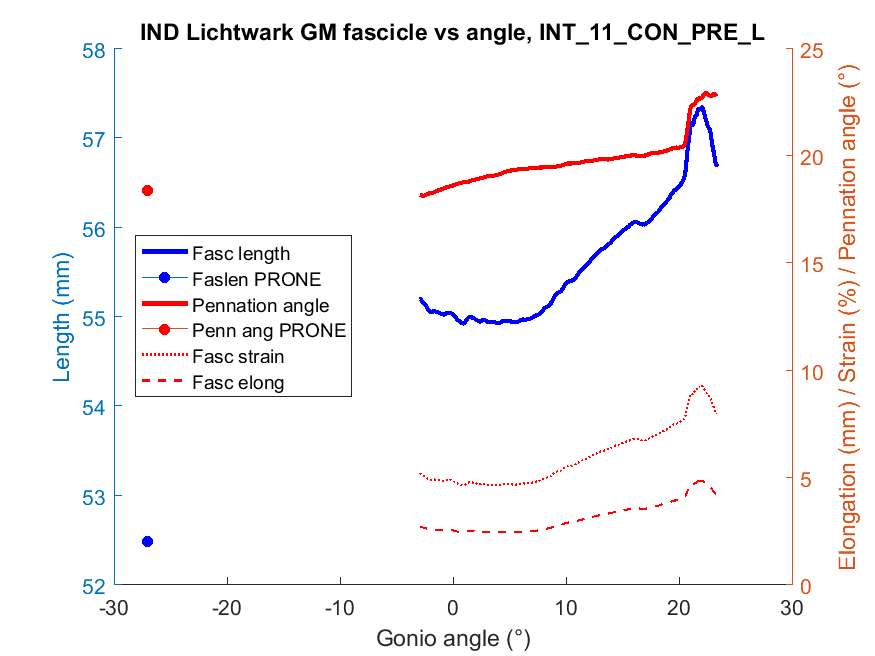 IND Lichtwark GM fascicle vs angle, INT_11_CON_PRE_L
58
57
56
55
54
53
52
Length (mm)
25
20
15
10
5
0
Elongation (mm) / Strain (%) / Pennation angle (°)
Fasc length
Faslen PRONE
Pennation angle
Penn ang PRONE
Fasc strain
Fasc elong
-30 -20 -10 0 10 20 30
Gonio angle (°)